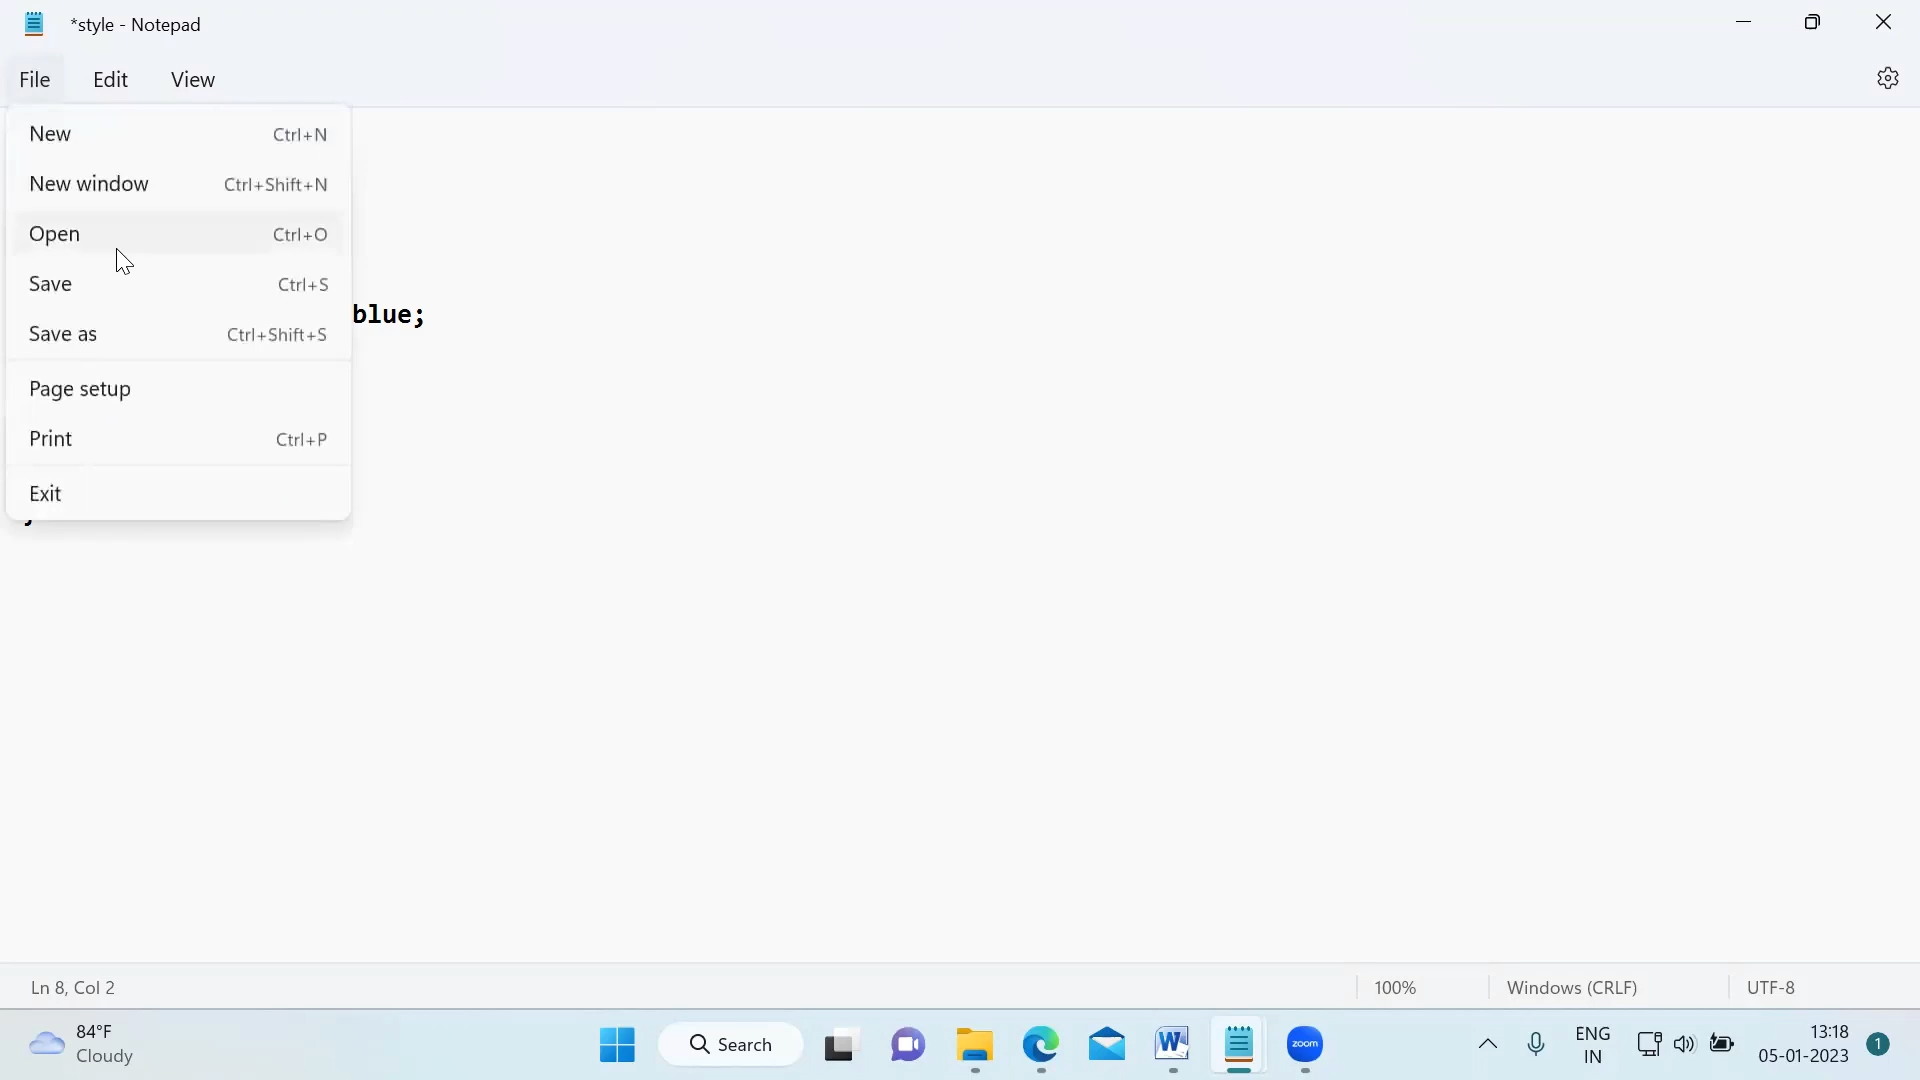 *style - Notepad
File Edit View
New Ctrl+N
New window Ctrl+Shift+N
Open Ctrl+O
Save Ctrl+S
blue;
Save as Ctrl+Shift+S
Page setup
Print Ctrl+P
Exit
}
Ln 8, Col 2 100% Windows (CRLF) UTF-8
84°F
Cloudy
Search
zoom
ENG
IN
13:18
05-01-2023
1